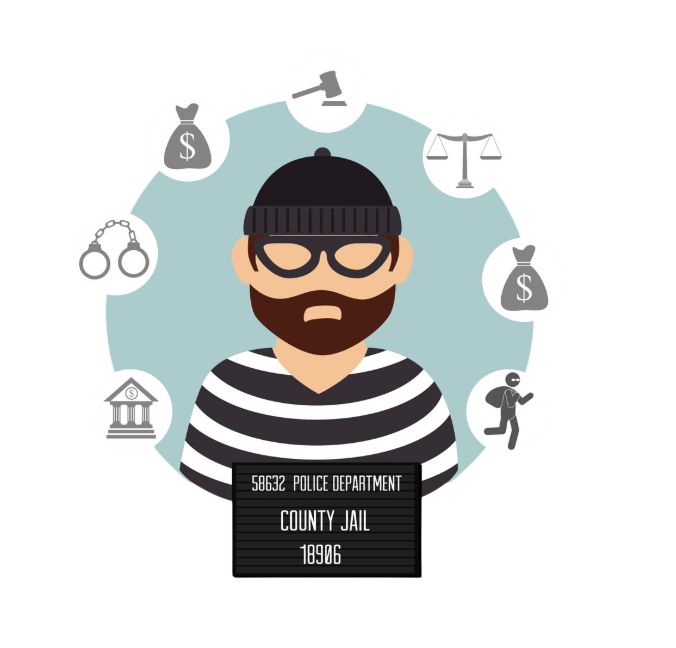 $
$
$
58632 POLICE DEPARTMENT
COUNTY JAIL
18906